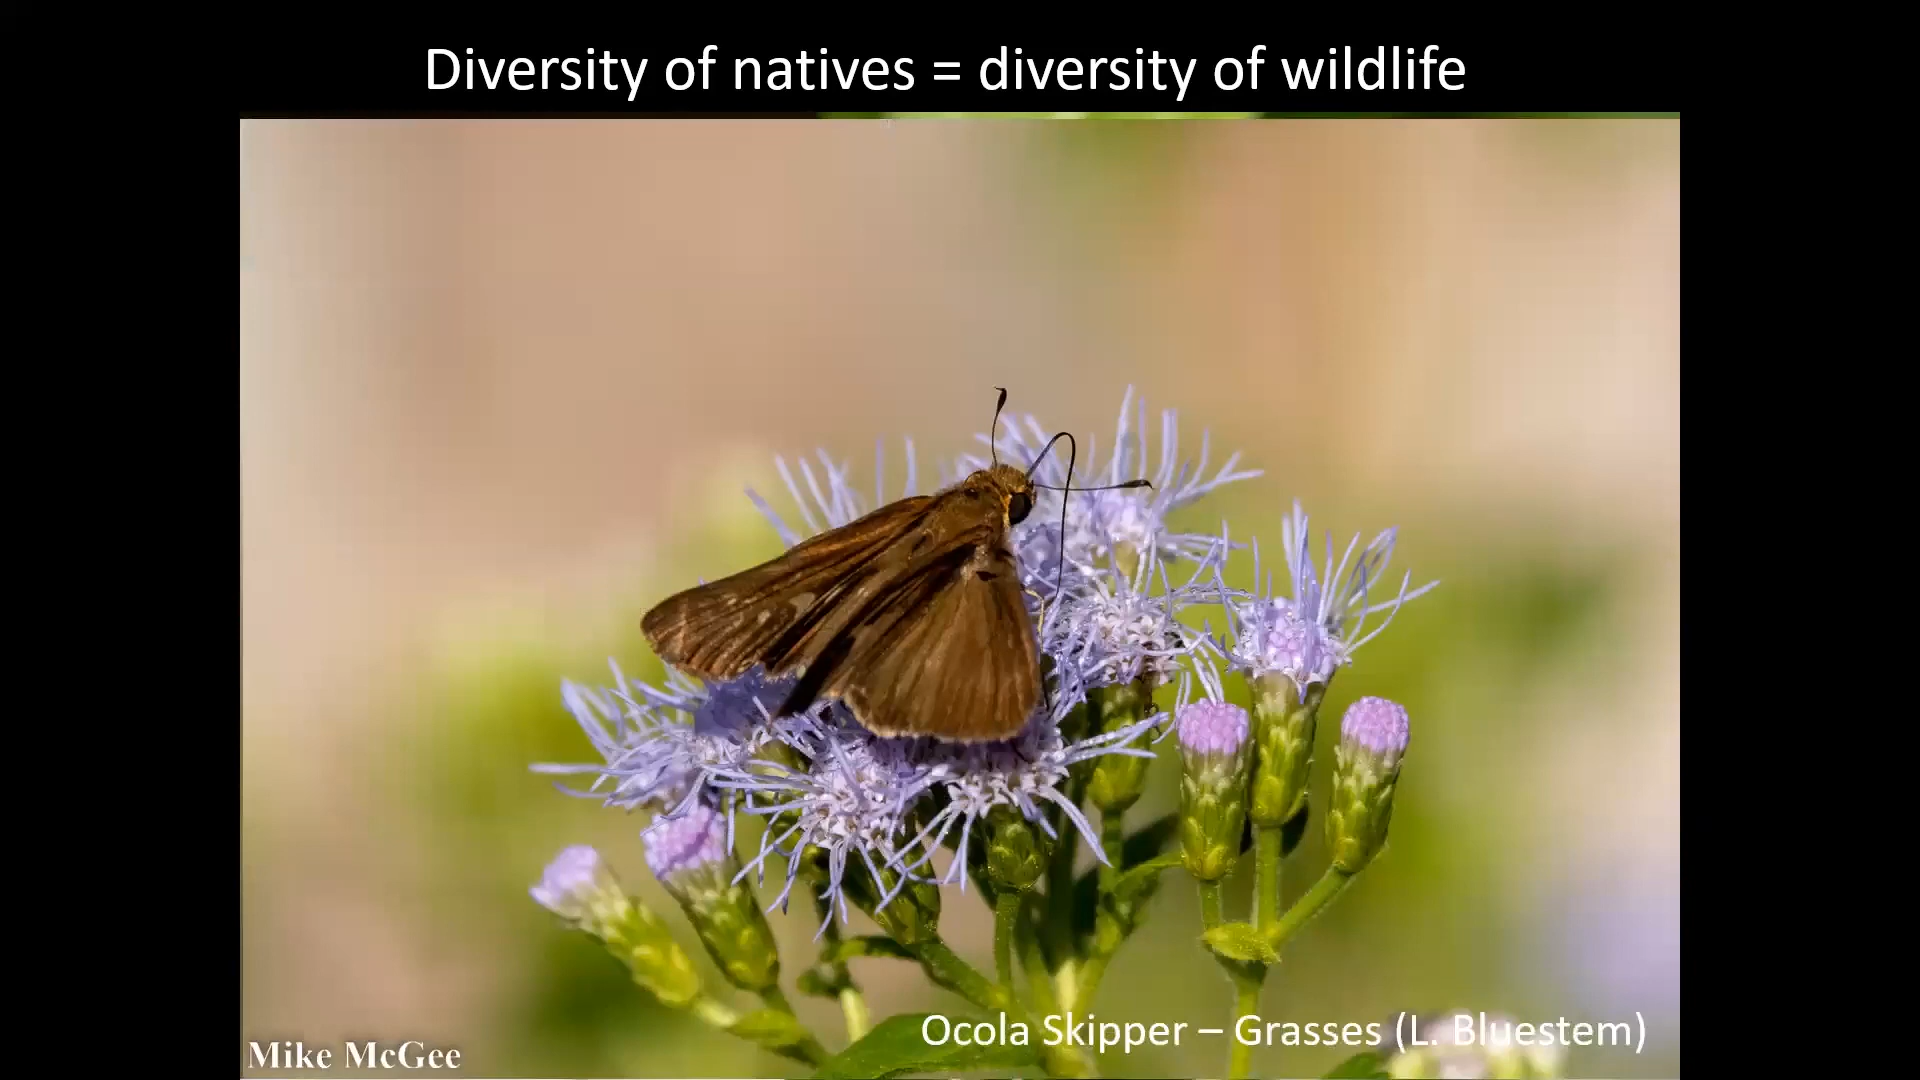 Diversity of natives = diversity of wildlife
Ocola Skipper – Grasses (L. Bluestem)
Mike McGee